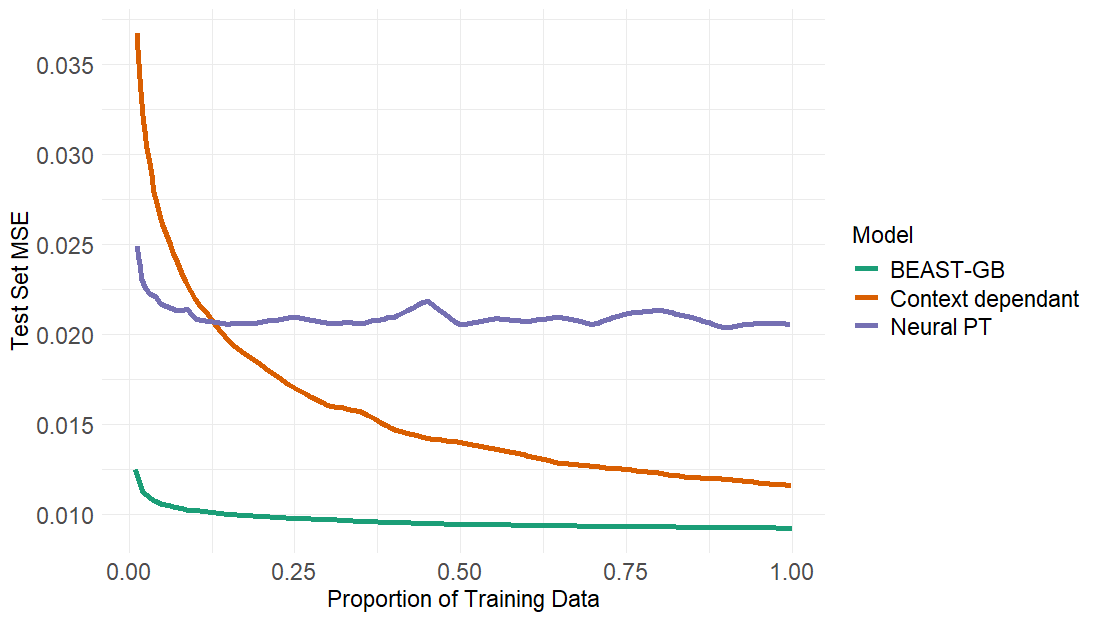 0.035
0.030
0.025
0.020
0.015
0.010
Test Set MSE
0.00 0.25 0.50 0.75 1.00
Proportion of Training Data
Model
BEAST-GB
Context dependant
Neural PT